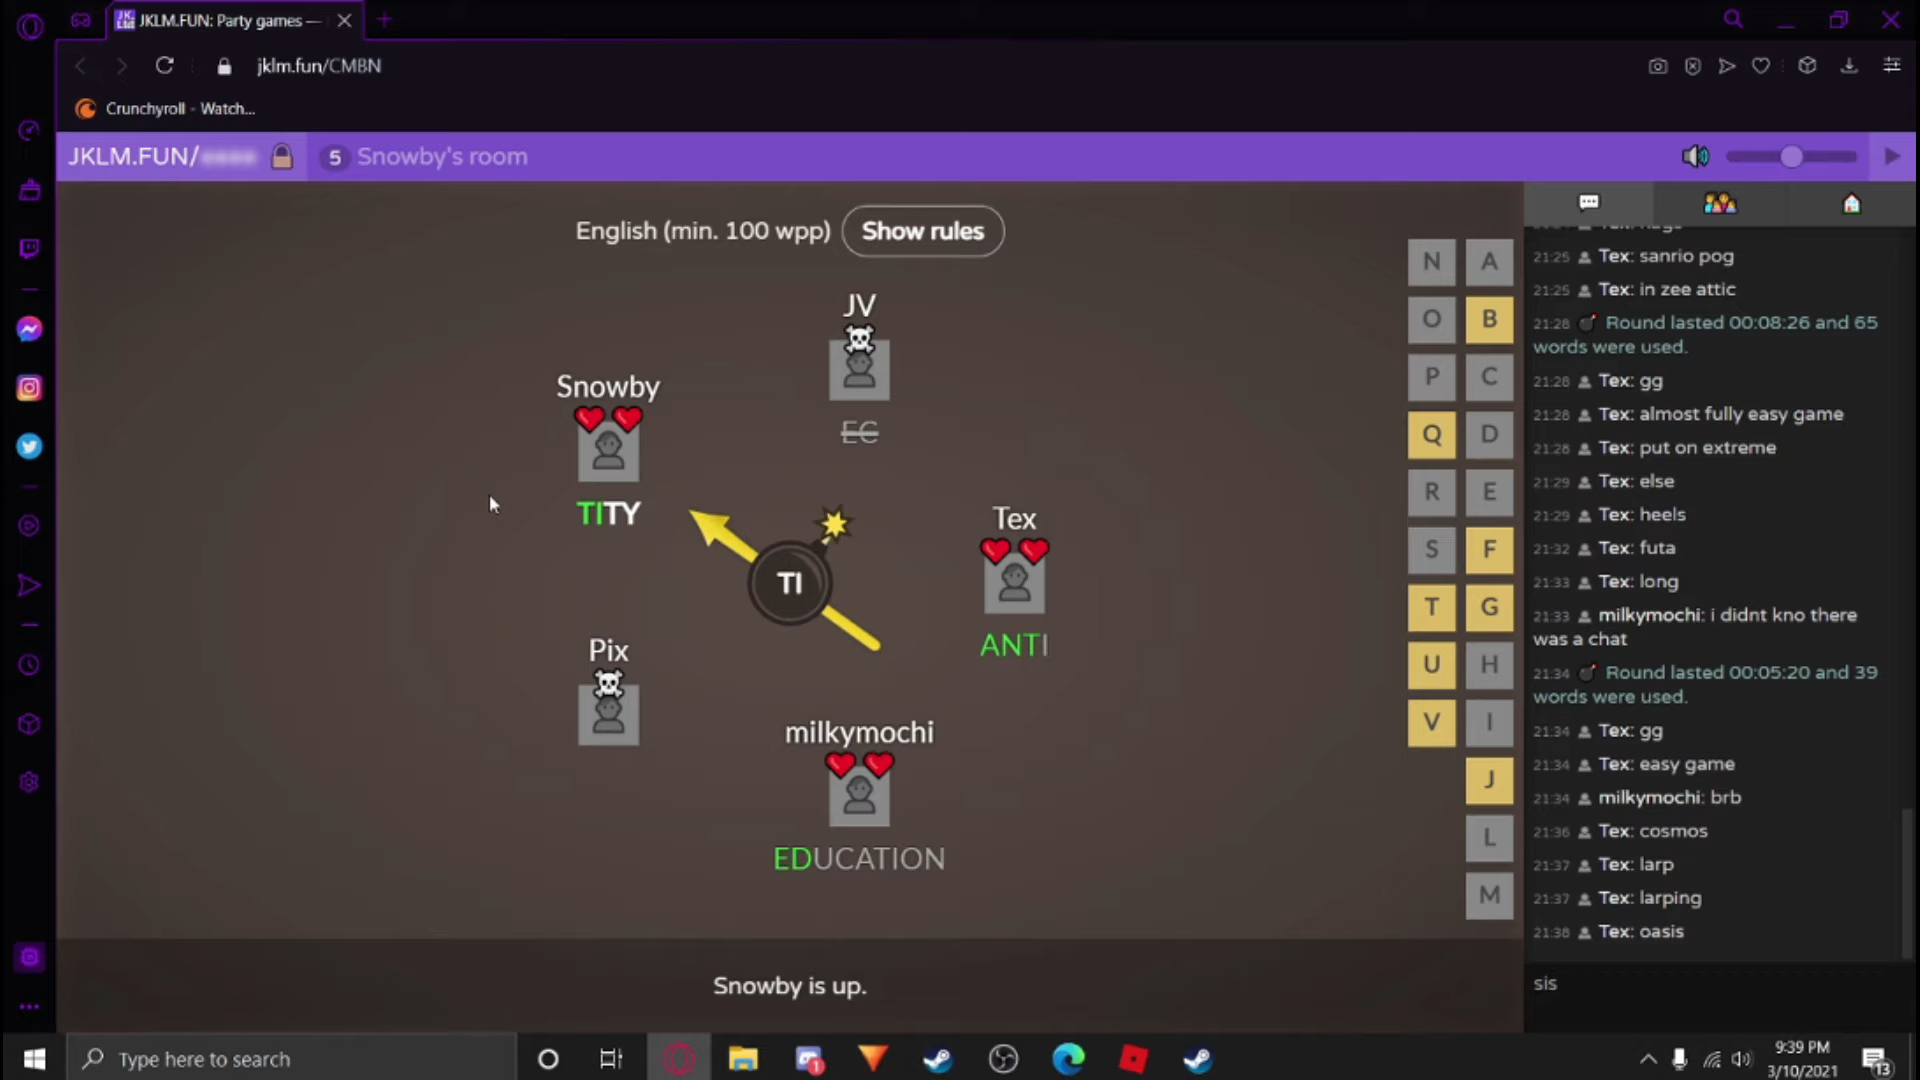 JKLM.FUN: Party games —
jklm.fun/CMBN
Crunchyroll - Watch...
JKLM.FUN/
5 Snowby's room
English (min. 100 wpp) Show rules
JV
EC
Snowby
TITY
Tex
ANTI
TI
Pix
milkymochi
EDUCATION
Snowby is up.
N A
O B
P C
Q D
R E
S F
T G
U H
V I
J
L
M
21:25 Tex: sanrio pog
21:25 Tex: in zee attic
21:28 Round lasted 00:08:26 and 65
words were used.
21:28 Tex: gg
21:28 Tex: almost fully easy game
21:28 Tex: put on extreme
21:29 Tex: else
21:29 Tex: heels
21:32 Tex: futa
21:33 Tex: long
21:33 milkymochi: i didnt kno there
was a chat
21:34 Round lasted 00:05:20 and 39
words were used.
21:34 Tex: gg
21:34 Tex: easy game
21:34 milkymochi: brb
21:36 Tex: cosmos
21:37 Tex: larp
21:37 Tex: larping
21:38 Tex: oasis
sis
Type here to search
1
9:39 PM
3/10/2021
13